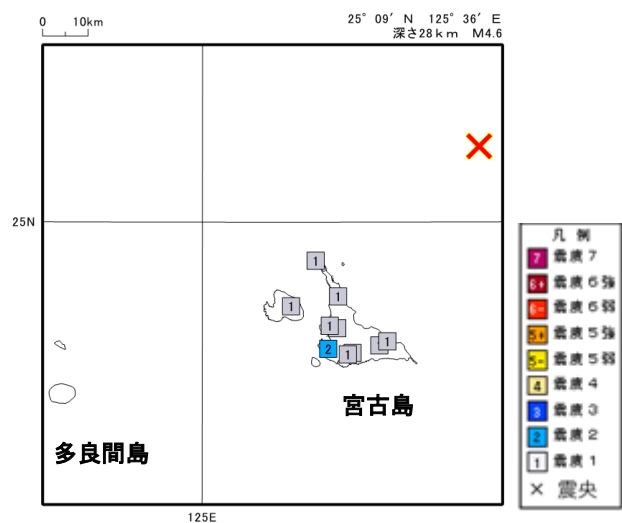 0 10km
25° 09′ N 125° 36′ E
深さ28km M4.6
25N
1
1
1
1
1
2
1
宮古島
多良間島
125E
凡例
7 震度7
6+ 震度6強
6- 震度6弱
5+ 震度5強
5- 震度5弱
4 震度4
3 震度3
2 震度2
1 震度1
× 震央